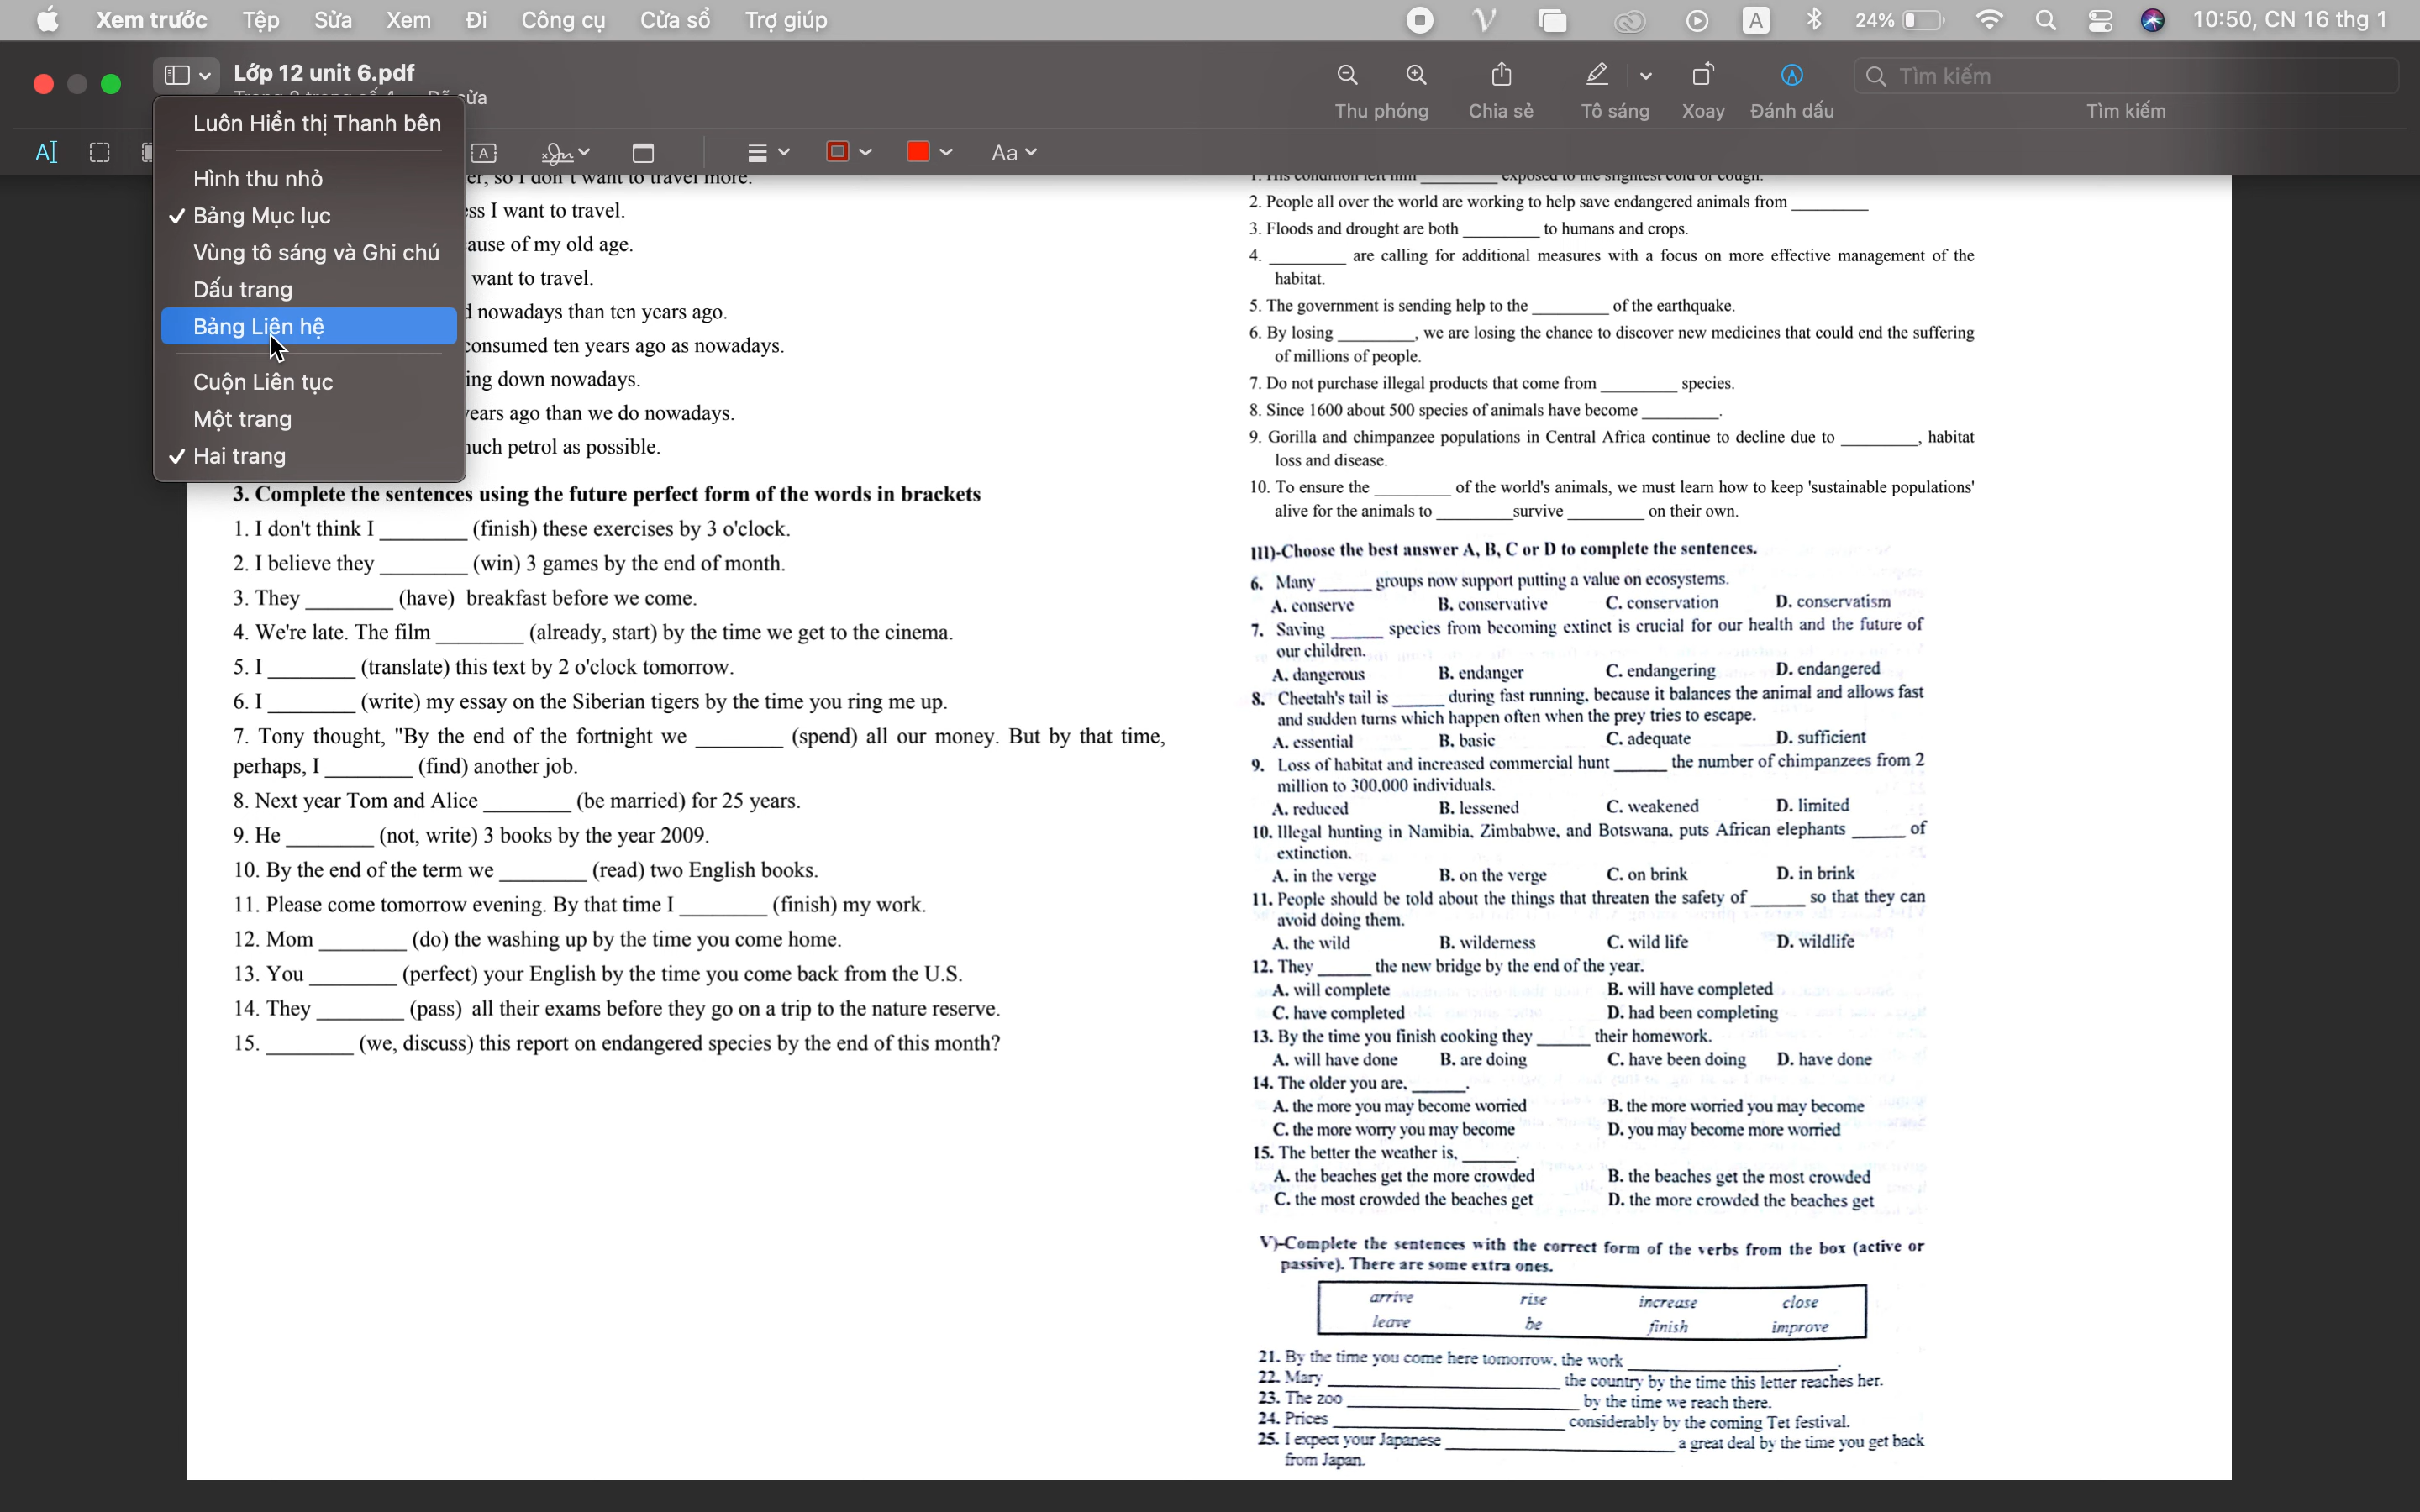 Xem trước Tệp Sửa Xem Đi Công cụ Cửa sổ Trợ giúp A 24% 10:50, CN 16 thg 1
Lớp 12 unit 6.pdf
sửa
Thu phóng Chia sẻ Tô sáng Xoay Đánh dấu Tìm kiếm
Tìm kiếm
A A Aa
Luôn Hiển thị Thanh bên
Hình thu nhỏ
Bảng Mục lục
Vùng tô sáng và Ghi chú
Dấu trang
Bảng Liên hệ
Cuộn Liên tục
Một trang
Hai trang
er, so I don't want to travel more.
ess I want to travel.
ause of my old age.
want to travel.
d nowadays than ten years ago.
consumed ten years ago as nowadays.
ing down nowadays.
years ago than we do nowadays.
much petrol as possible.
3. Complete the sentences using the future perfect form of the words in brackets
1. I don't think I ________ (finish) these exercises by 3 o'clock.
2. I believe they ________ (win) 3 games by the end of month.
3. They ________ (have) breakfast before we come.
4. We're late. The film ________ (already, start) by the time we get to the cinema.
5. I ________ (translate) this text by 2 o'clock tomorrow.
6. I ________ (write) my essay on the Siberian tigers by the time you ring me up.
7. Tony thought, "By the end of the fortnight we ________ (spend) all our money. But by that time,
perhaps, I ________ (find) another job.
8. Next year Tom and Alice ________ (be married) for 25 years.
9. He ________ (not, write) 3 books by the year 2009.
10. By the end of the term we ________ (read) two English books.
11. Please come tomorrow evening. By that time I ________ (finish) my work.
12. Mom ________ (do) the washing up by the time you come home.
13. You ________ (perfect) your English by the time you come back from the U.S.
14. They ________ (pass) all their exams before they go on a trip to the nature reserve.
15. ________ (we, discuss) this report on endangered species by the end of this month?
1. His condition left him ________ exposed to the slightest cold or cough.
2. People all over the world are working to help save endangered animals from ________
3. Floods and drought are both ________ to humans and crops.
4. ________ are calling for additional measures with a focus on more effective management of the
habitat.
5. The government is sending help to the ________ of the earthquake.
6. By losing ________, we are losing the chance to discover new medicines that could end the suffering
of millions of people.
7. Do not purchase illegal products that come from ________ species.
8. Since 1600 about 500 species of animals have become ________.
9. Gorilla and chimpanzee populations in Central Africa continue to decline due to ________, habitat
loss and disease.
10. To ensure the ________ of the world's animals, we must learn how to keep 'sustainable populations'
alive for the animals to ________survive ________ on their own.
III)-Choose the best answer A, B, C or D to complete the sentences.
6. Many ______ groups now support putting a value on ecosystems.
A. conserve B. conservative C. conservation D. conservatism
7. Saving ______ species from becoming extinct is crucial for our health and the future of
our children.
A. dangerous B. endanger C. endangering D. endangered
8. Cheetah's tail is ______ during fast running, because it balances the animal and allows fast
and sudden turns which happen often when the prey tries to escape.
A. essential B. basic C. adequate D. sufficient
9. Loss of habitat and increased commercial hunt ______ the number of chimpanzees from 2
million to 300,000 individuals.
A. reduced B. lessened C. weakened D. limited
10. Illegal hunting in Namibia, Zimbabwe, and Botswana, puts African elephants ______ of
extinction.
A. in the verge B. on the verge C. on brink D. in brink
11. People should be told about the things that threaten the safety of ______ so that they can
avoid doing them.
A. the wild B. wilderness C. wild life D. wildlife
12. They ______ the new bridge by the end of the year.
A. will complete B. will have completed
C. have completed D. had been completing
13. By the time you finish cooking they ______ their homework.
A. will have done B. are doing C. have been doing D. have done
14. The older you are, ______.
A. the more you may become worried B. the more worried you may become
C. the more worry you may become D. you may become more worried
15. The better the weather is, ______.
A. the beaches get the more crowded B. the beaches get the most crowded
C. the most crowded the beaches get D. the more crowded the beaches get
V)-Complete the sentences with the correct form of the verbs from the box (active or
passive). There are some extra ones.
arrive rise increase close
leave be finish improve
21. By the time you come here tomorrow, the work ____________________.
22. Mary ____________________ the country by the time this letter reaches her.
23. The zoo ____________________ by the time we reach there.
24. Prices ____________________ considerably by the coming Tet festival.
25. I expect your Japanese ____________________ a great deal by the time you get back
from Japan.